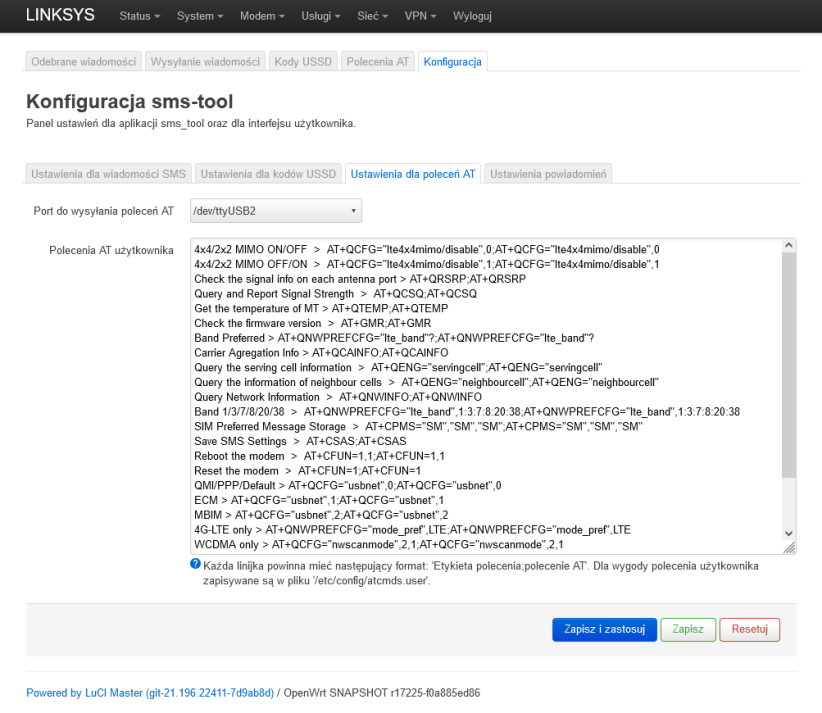 LINKSYS Status System Modem Usługi Sieć VPN Wyloguj
Odebrane wiadomości Wysyłanie wiadomości Kody USSD Polecenia AT Konfiguracja
Konfiguracja sms-tool
Panel ustawień dla aplikacji sms_tool oraz dla interfejsu użytkownika.
Ustawienia dla wiadomości SMS Ustawienia dla kodów USSD Ustawienia dla poleceń AT Ustawienia powiadomień
Port do wysyłania poleceń AT /dev/ttyUSB2
Polecenia AT użytkownika
4x4/2x2 MIMO ON/OFF > AT+QCFG="lte4x4mimo/disable",0;AT+QCFG="lte4x4mimo/disable",0
4x4/2x2 MIMO OFF/ON > AT+QCFG="lte4x4mimo/disable",1;AT+QCFG="lte4x4mimo/disable",1
Check the signal info on each antenna port > AT+QRSRP;AT+QRSRP
Query and Report Signal Strength > AT+QCSQ;AT+QCSQ
Get the temperature of MT > AT+QTEMP;AT+QTEMP
Check the firmware version > AT+GMR;AT+GMR
Band Preferred > AT+QNWPREFCFG="lte_band"?;AT+QNWPREFCFG="lte_band"?
Carrier Agregation Info > AT+QCAINFO;AT+QCAINFO
Query the serving cell information > AT+QENG="servingcell";AT+QENG="servingcell"
Query the information of neighbour cells > AT+QENG="neighbourcell";AT+QENG="neighbourcell"
Query Network Information > AT+QNWINFO;AT+QNWINFO
Band 1/3/7/8/20/38 > AT+QNWPREFCFG="lte_band",1:3:7:8:20:38;AT+QNWPREFCFG="lte_band",1:3:7:8:20:38
SIM Preferred Message Storage > AT+CPMS="SM","SM","SM";AT+CPMS="SM","SM","SM"
Save SMS Settings > AT+CSAS;AT+CSAS
Reboot the modem > AT+CFUN=1,1;AT+CFUN=1,1
Reset the modem > AT+CFUN=1;AT+CFUN=1
QMI/PPP/Default > AT+QCFG="usbnet",0;AT+QCFG="usbnet",0
ECM > AT+QCFG="usbnet",1;AT+QCFG="usbnet",1
MBIM > AT+QCFG="usbnet",2;AT+QCFG="usbnet",2
4G-LTE only > AT+QNWPREFCFG="mode_pref",LTE;AT+QNWPREFCFG="mode_pref",LTE
WCDMA only > AT+QCFG="nwscanmode",2,1;AT+QCFG="nwscanmode",2,1
? Każda linijka powinna mieć następujący format: 'Etykieta polecenia;polecenie AT'. Dla wygody polecenia użytkownika
zapisywane są w pliku '/etc/config/atcmds.user'.
Zapisz i zastosuj Zapisz Resetuj
Powered by LuCI Master (git-21.196.22411-7d9ab8d) / OpenWrt SNAPSHOT r17225-f0a885ed86